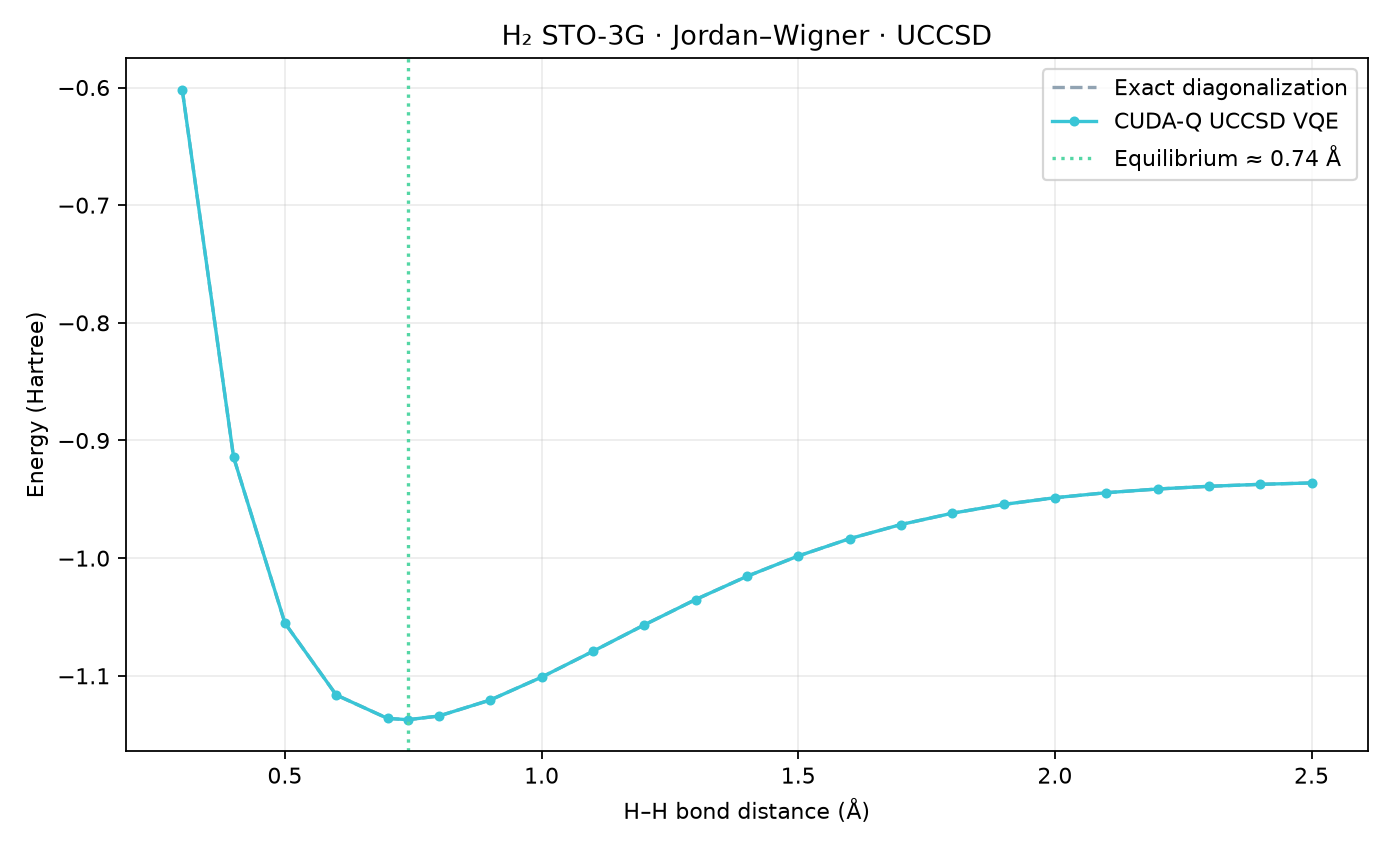 H₂ STO-3G · Jordan–Wigner · UCCSD
Exact diagonalization
CUDA-Q UCCSD VQE
Equilibrium ≈ 0.74 Å
Energy (Hartree)
−0.6
−0.7
−0.8
−0.9
−1.0
−1.1
0.5 1.0 1.5 2.0 2.5
H–H bond distance (Å)